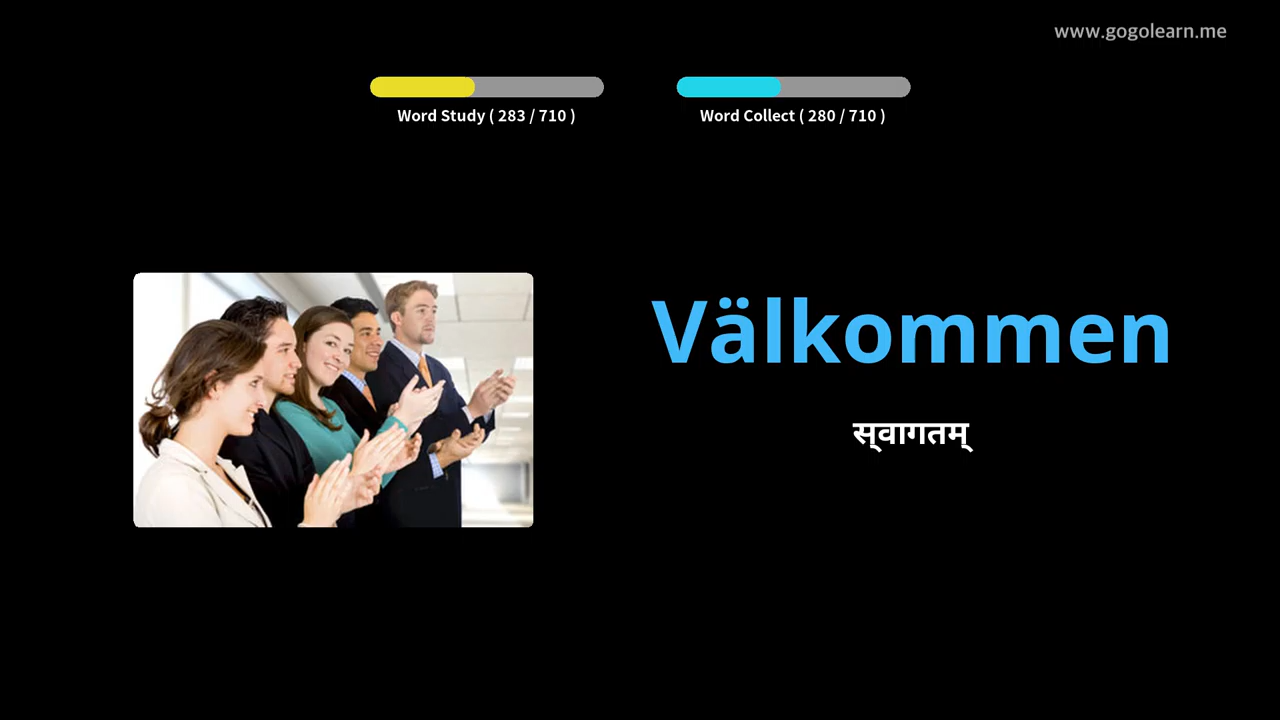 www.gogolearn.me
Word Study ( 283 / 710 )
Word Collect ( 280 / 710 )
Välkommen
स्वागतम्